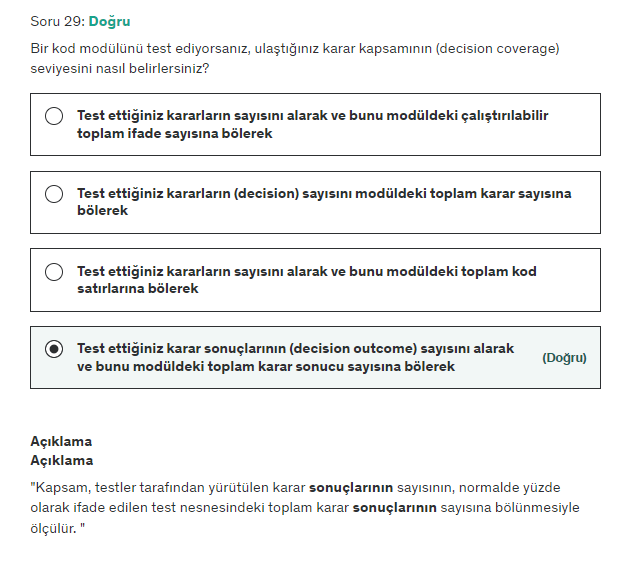 Soru 29: Doğru
Bir kod modülünü test ediyorsanız, ulaştığınız karar kapsamının (decision coverage)
seviyesini nasıl belirlersiniz?
Test ettiğiniz kararların sayısını alarak ve bunu modüldeki çalıştırılabilir
toplam ifade sayısına bölerek
Test ettiğiniz kararların (decision) sayısını modüldeki toplam karar sayısına
bölerek
Test ettiğiniz kararların sayısını alarak ve bunu modüldeki toplam kod
satırlarına bölerek
Test ettiğiniz karar sonuçlarının (decision outcome) sayısını alarak
ve bunu modüldeki toplam karar sonucu sayısına bölerek
(Doğru)
Açıklama
Açıklama
"Kapsam, testler tarafından yürütülen karar sonuçlarının sayısının, normalde yüzde
olarak ifade edilen test nesnesindeki toplam karar sonuçlarının sayısına bölünmesiyle
ölçülür. "